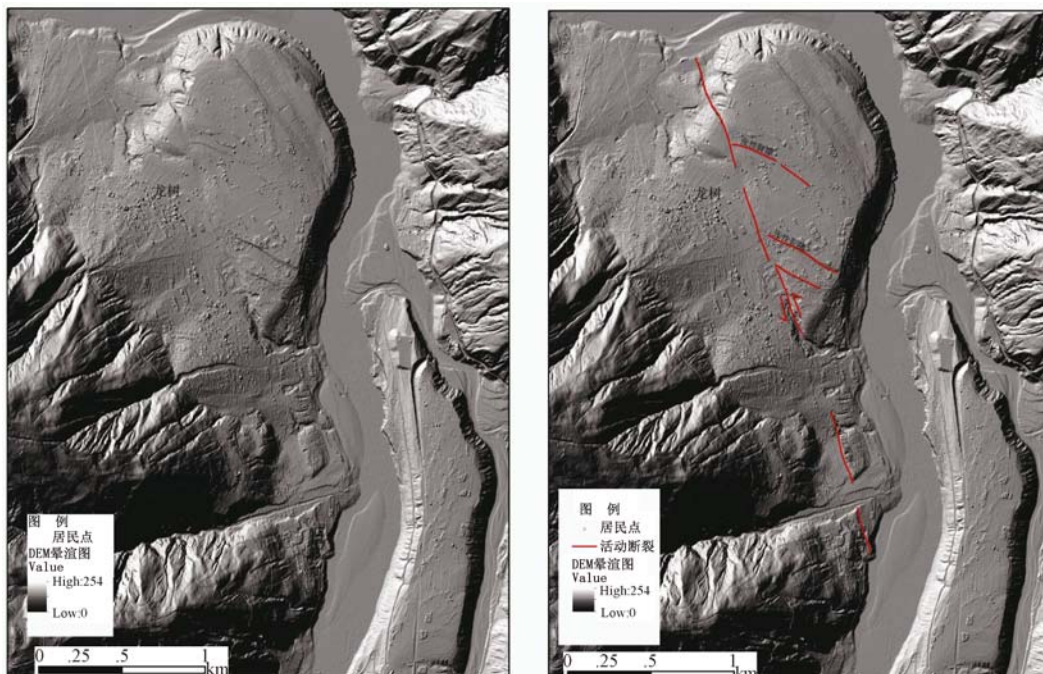 龙树
图 例
居民点
DEM晕渲图
Value
High:254
Low:0
0 .25 .5 1
km
龙树
图 例
居民点
活动断裂
DEM晕渲图
Value
High:254
Low:0
0 .25 .5 1
km